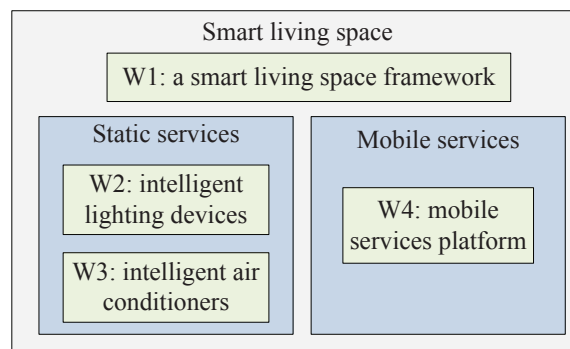 Smart living space
W1: a smart living space framework
Static services
W2: intelligent
lighting devices
W3: intelligent air
conditioners
Mobile services
W4: mobile
services platform